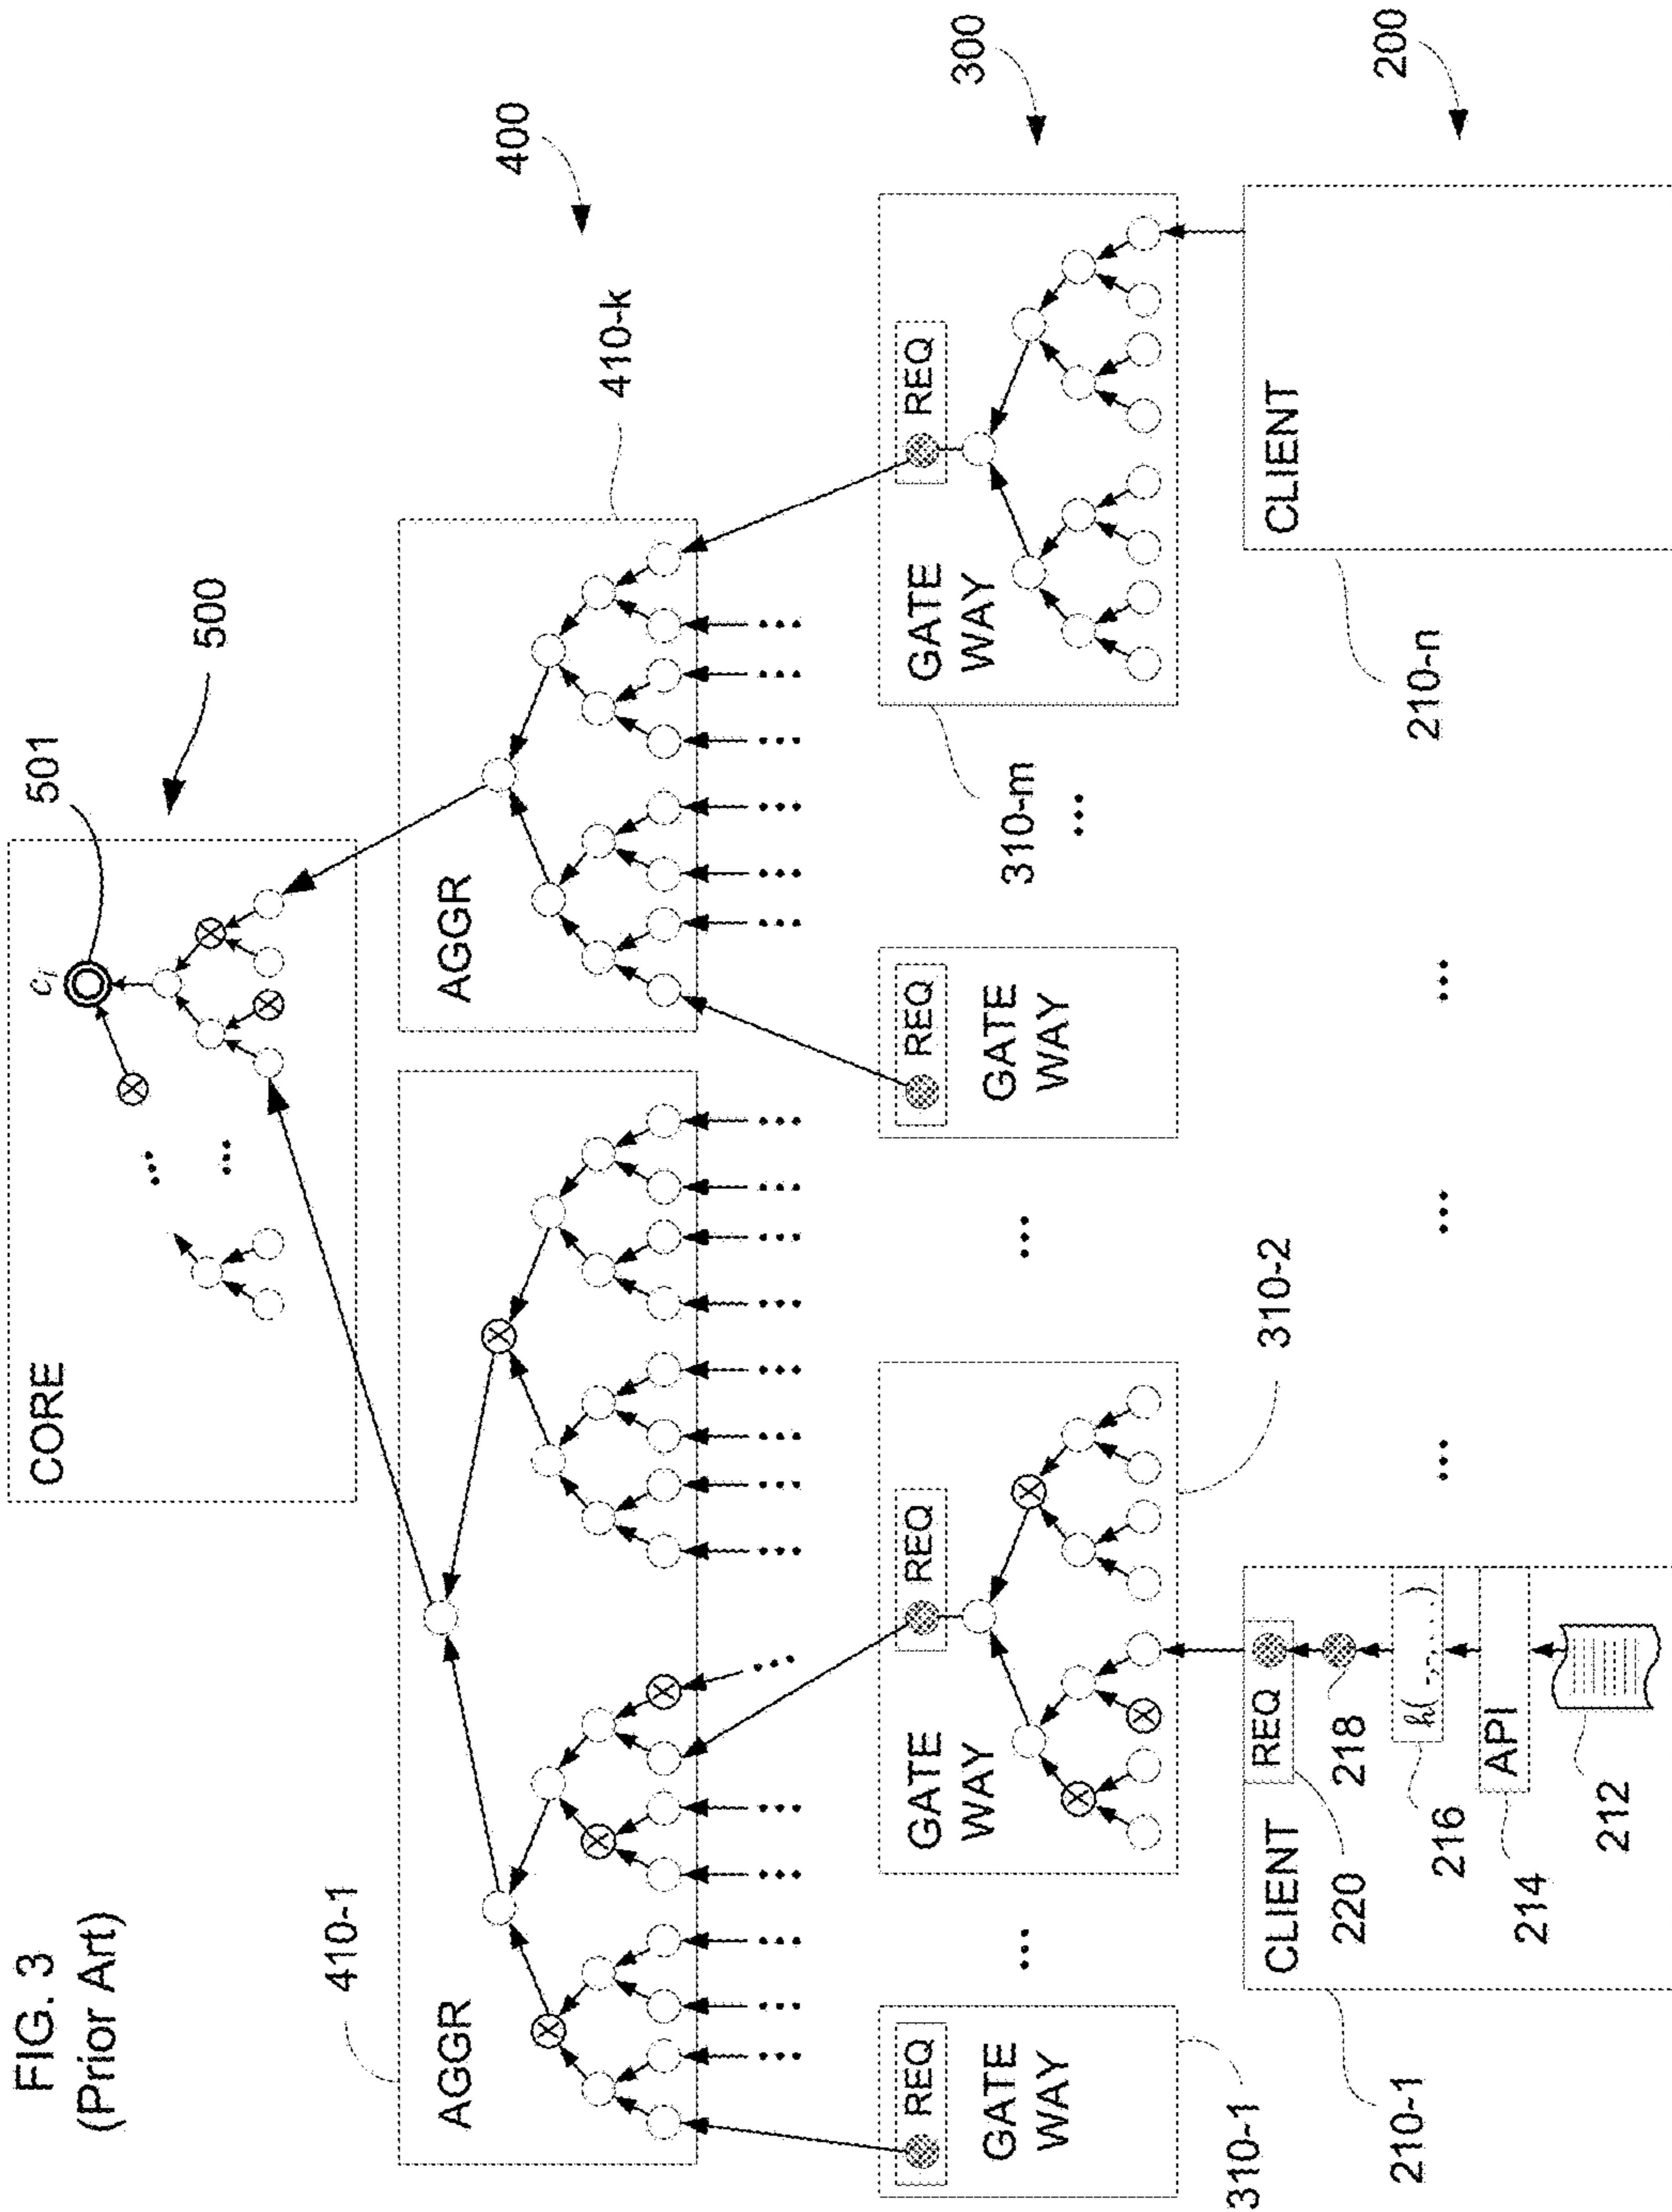 FIG. 3
(Prior Art)
CORE
c_i
501
500
410-1
AGGR
AGGR
410-k
400
REQ
GATE
WAY
310-1
...
REQ
GATE
WAY
310-2
...
REQ
GATE
WAY
310-m
...
REQ
GATE
WAY
300
CLIENT
REQ
220
218
h(-,-,...,-)
216
API
214
212
210-1
...
...
...
CLIENT
210-n
200